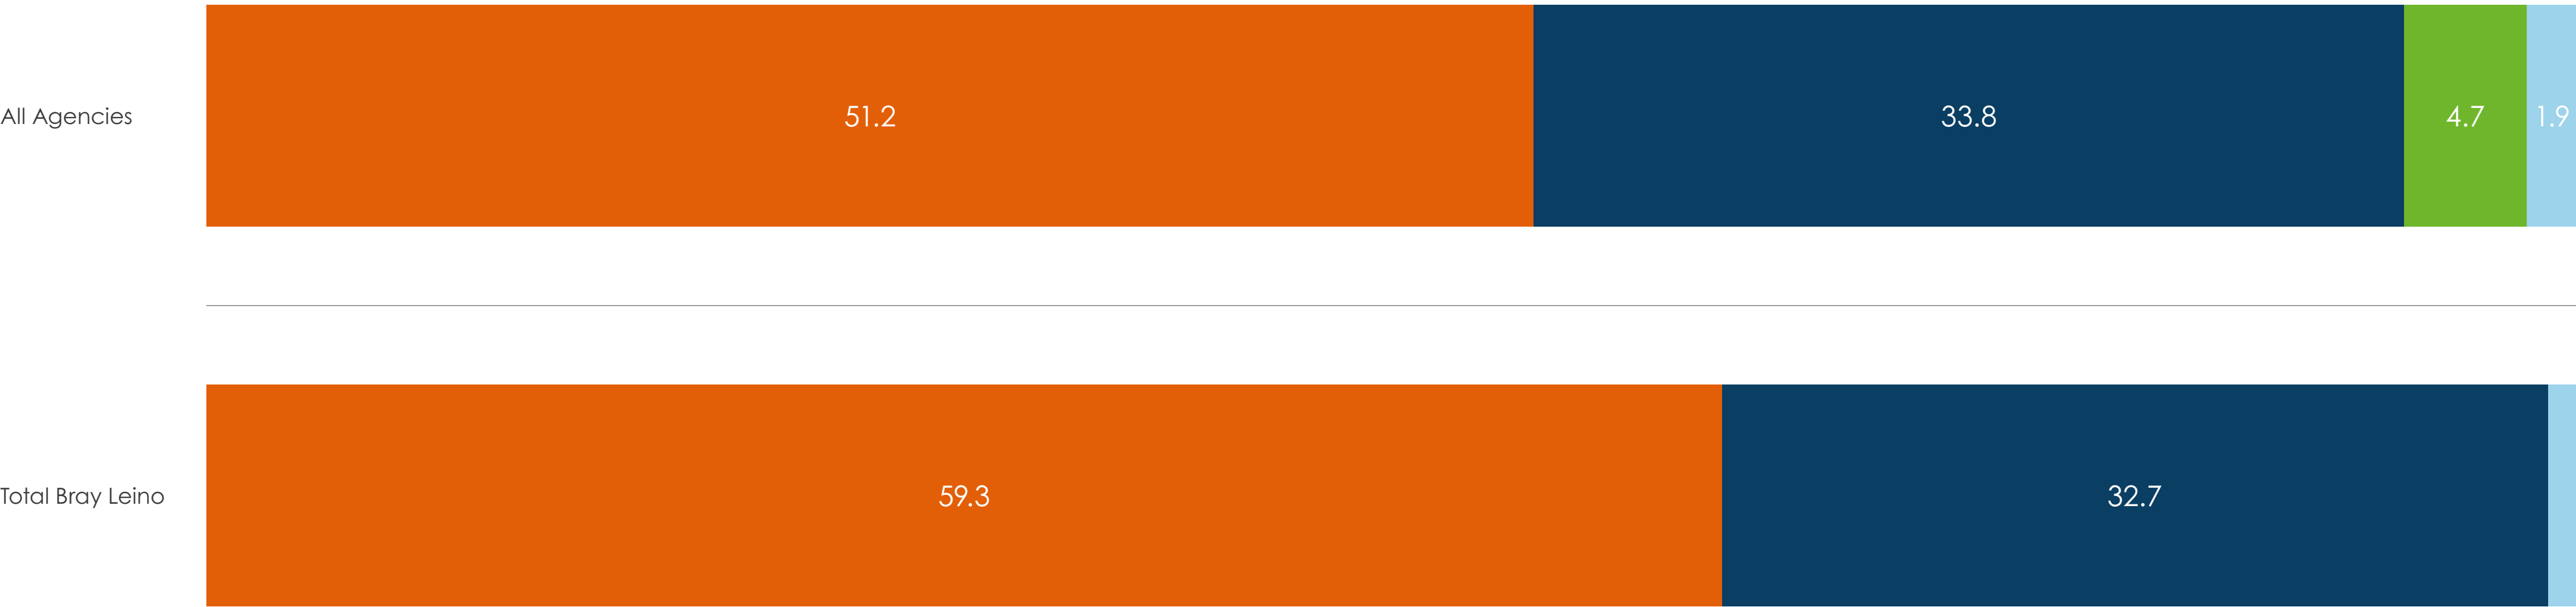 All Agencies 51.2 33.8 4.7 1.9
Total Bray Leino 59.3 32.7